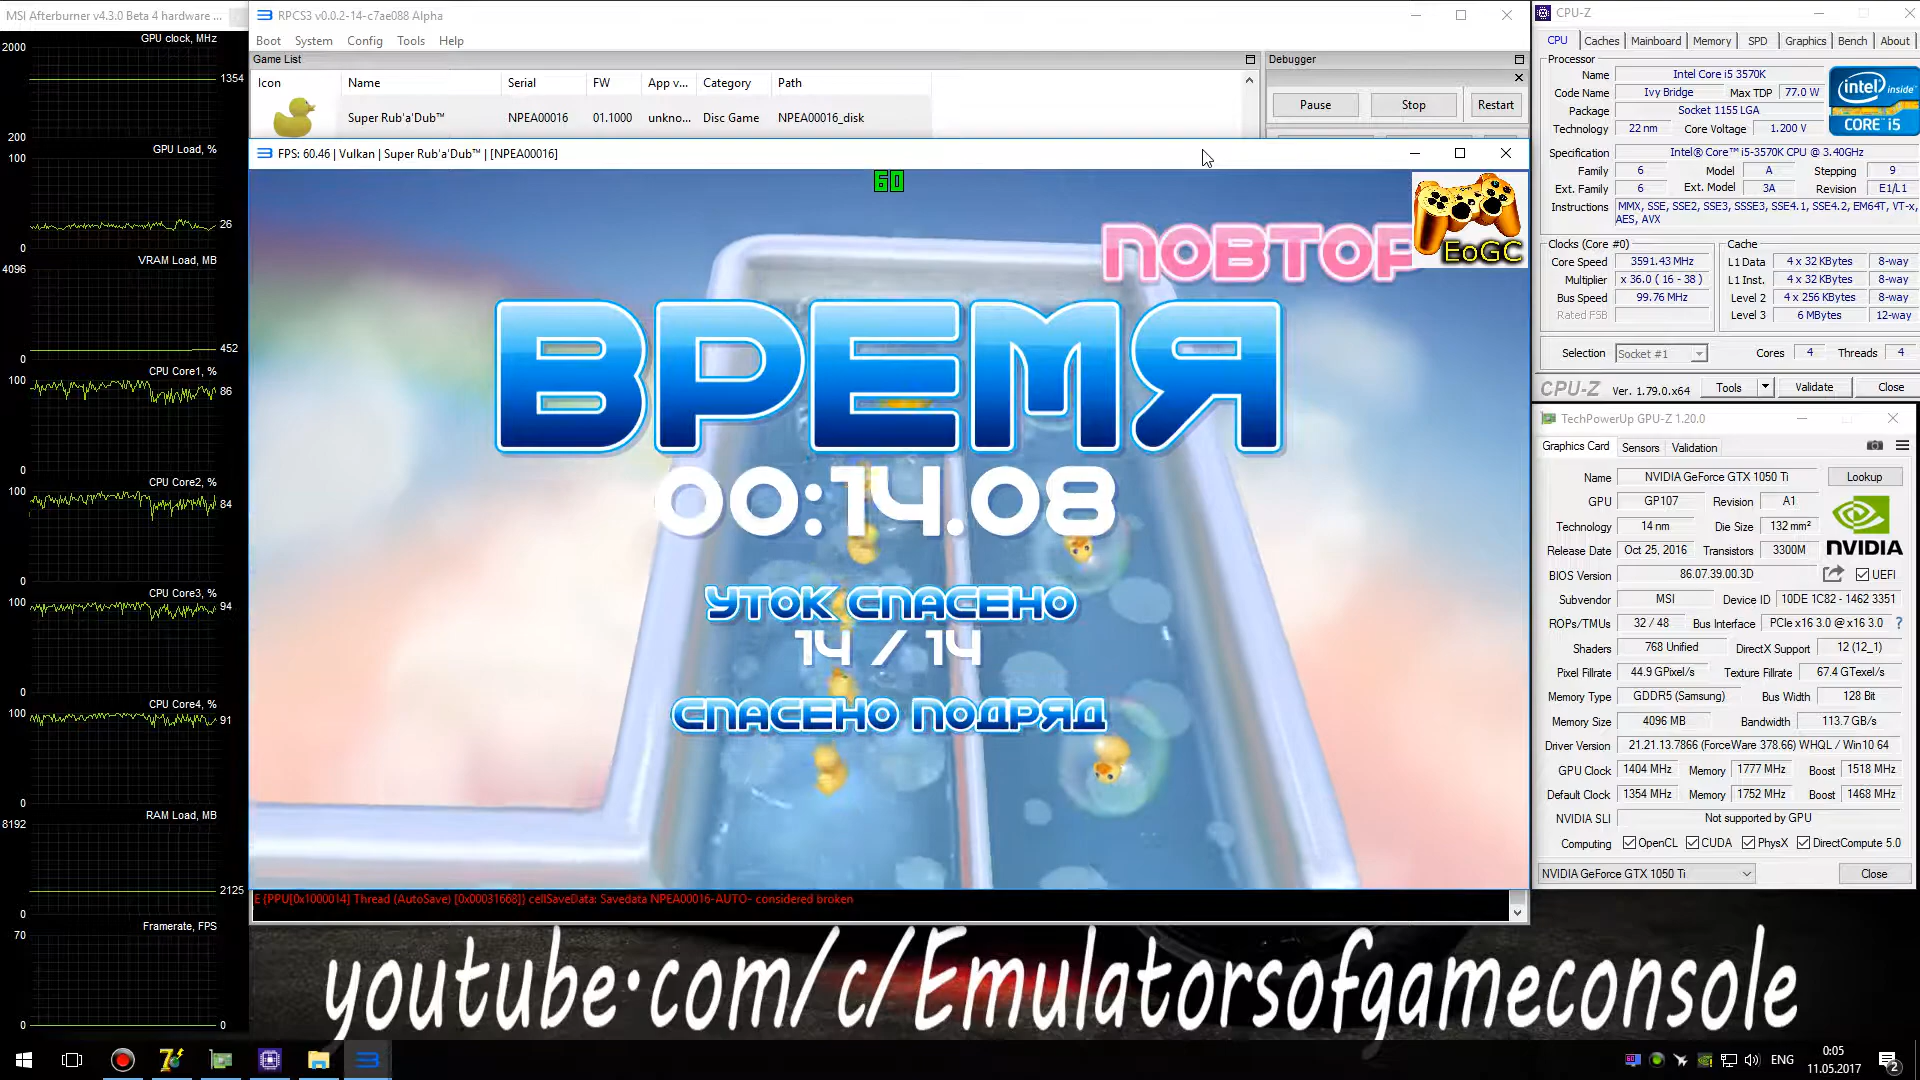 MSI Afterburner v4.3.0 Beta 4 hardware ...
GPU clock, MHz
2000
1354
200
GPU Load, %
100
26
0
VRAM Load, MB
4096
452
0
CPU Core1, %
100
86
0
CPU Core2, %
100
84
0
CPU Core3, %
100
94
0
CPU Core4, %
100
91
0
RAM Load, MB
8192
2125
0
Framerate, FPS
70
0
0
RPCS3 v0.0.2-14-c7ae088 Alpha
Boot System Config Tools Help
Game List
Icon Name Serial FW App v... Category Path
Super Rub'a'Dub™ NPEA00016 01.1000 unkno... Disc Game NPEA00016_disk
Debugger
Pause Stop Restart
FPS: 60.46 | Vulkan | Super Rub'a'Dub™ | [NPEA00016]
60
EoGC
ПОВТОР
ВРЕМЯ
00:14.08
УТОК СПАСЕНО
14 / 14
СПАСЕНО ПОДРЯД
E {PPU[0x1000014] Thread (AutoSave) [0x00031668]} cellSaveData: Savedata NPEA00016-AUTO- considered broken
youtube.com/c/Emulatorsofgameconsole
CPU-Z
CPU Caches Mainboard Memory SPD Graphics Bench About
Processor
Name Intel Core i5 3570K
Code Name Ivy Bridge Max TDP 77.0 W
Package Socket 1155 LGA
Technology 22 nm Core Voltage 1.200 V
intel inside™
CORE i5
Specification Intel® Core™ i5-3570K CPU @ 3.40GHz
Family 6 Model A Stepping 9
Ext. Family 6 Ext. Model 3A Revision E1/L1
Instructions MMX, SSE, SSE2, SSE3, SSSE3, SSE4.1, SSE4.2, EM64T, VT-x,
AES, AVX
Clocks (Core #0)
Core Speed 3591.43 MHz
Multiplier x 36.0 ( 16 - 38 )
Bus Speed 99.76 MHz
Rated FSB
Cache
L1 Data 4 x 32 KBytes 8-way
L1 Inst. 4 x 32 KBytes 8-way
Level 2 4 x 256 KBytes 8-way
Level 3 6 MBytes 12-way
Selection Socket #1 Cores 4 Threads 4
CPU-Z Ver. 1.79.0.x64 Tools Validate Close
TechPowerUp GPU-Z 1.20.0
Graphics Card Sensors Validation
Name NVIDIA GeForce GTX 1050 Ti Lookup
GPU GP107 Revision A1
Technology 14 nm Die Size 132 mm²
Release Date Oct 25, 2016 Transistors 3300M
NVIDIA
BIOS Version 86.07.39.00.3D UEFI
Subvendor MSI Device ID 10DE 1C82 - 1462 3351
ROPs/TMUs 32 / 48 Bus Interface PCIe x16 3.0 @ x16 3.0 ?
Shaders 768 Unified DirectX Support 12 (12_1)
Pixel Fillrate 44.9 GPixel/s Texture Fillrate 67.4 GTexel/s
Memory Type GDDR5 (Samsung) Bus Width 128 Bit
Memory Size 4096 MB Bandwidth 113.7 GB/s
Driver Version 21.21.13.7866 (ForceWare 378.66) WHQL / Win10 64
GPU Clock 1404 MHz Memory 1777 MHz Boost 1518 MHz
Default Clock 1354 MHz Memory 1752 MHz Boost 1468 MHz
NVIDIA SLI Not supported by GPU
Computing OpenCL CUDA PhysX DirectCompute 5.0
NVIDIA GeForce GTX 1050 Ti Close
ENG
0:05
11.05.2017
2